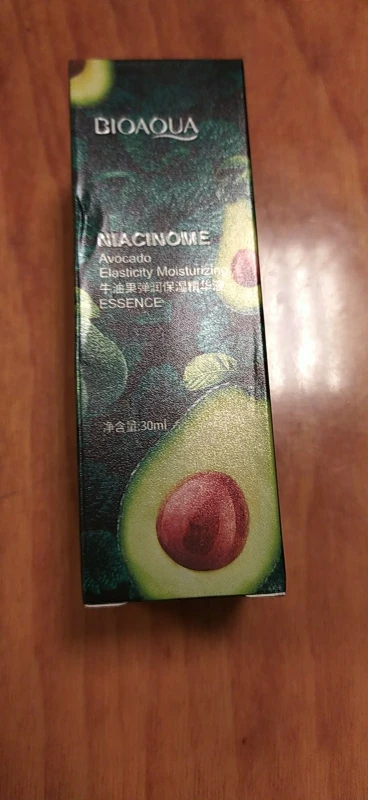 BIOAQUA
NIACINOME
Avocado
Elasticity Moisturizing
牛油果弹润保湿精华液
ESSENCE
净含量:30ml